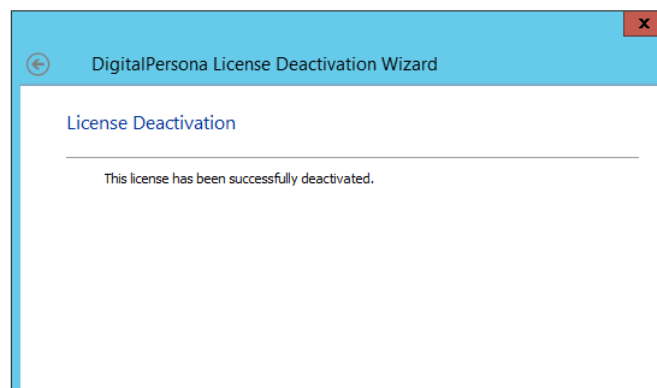 x
DigitalPersona License Deactivation Wizard
License Deactivation
This license has been successfully deactivated.